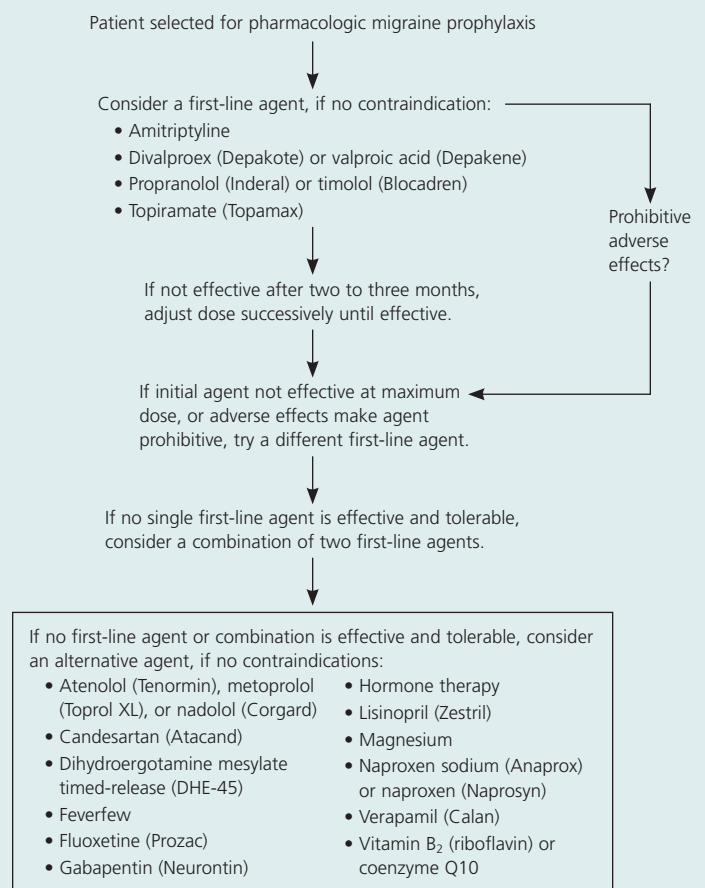 Patient selected for pharmacologic migraine prophylaxis
Consider a first-line agent, if no contraindication:
• Amitriptyline
• Divalproex (Depakote) or valproic acid (Depakene)
• Propranolol (Inderal) or timolol (Blocadren)
• Topiramate (Topamax)
Prohibitive
adverse
effects?
If not effective after two to three months,
adjust dose successively until effective.
If initial agent not effective at maximum
dose, or adverse effects make agent
prohibitive, try a different first-line agent.
If no single first-line agent is effective and tolerable,
consider a combination of two first-line agents.
If no first-line agent or combination is effective and tolerable, consider
an alternative agent, if no contraindications:
• Atenolol (Tenormin), metoprolol
(Toprol XL), or nadolol (Corgard)
• Candesartan (Atacand)
• Dihydroergotamine mesylate
timed-release (DHE-45)
• Feverfew
• Fluoxetine (Prozac)
• Gabapentin (Neurontin)
• Hormone therapy
• Lisinopril (Zestril)
• Magnesium
• Naproxen sodium (Anaprox)
or naproxen (Naprosyn)
• Verapamil (Calan)
• Vitamin B₂ (riboflavin) or
coenzyme Q10